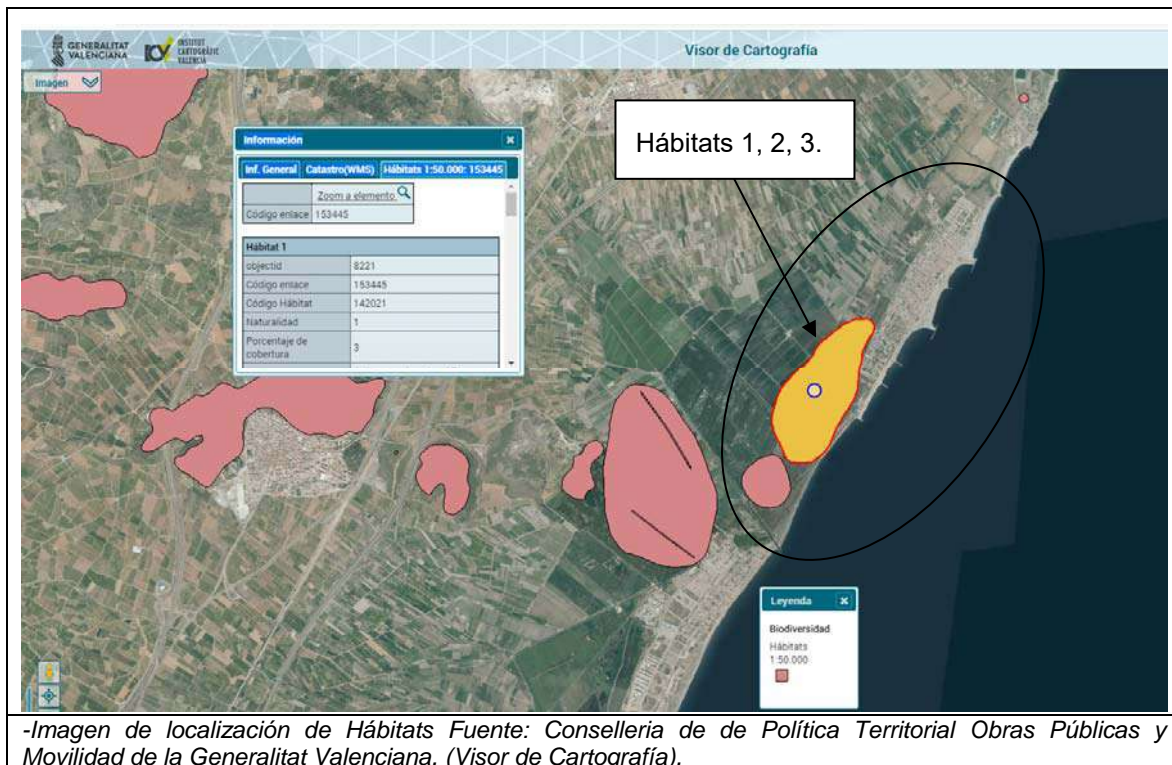 GENERALITAT
VALENCIANA
INSTITUT
CARTOGRÀFIC
VALENCIÀ
Visor de Cartografía
Imagen
Información
Inf. General Catastro(WMS) Hábitats 1:50.000: 153445
Zoom a elemento
Código enlace 153445
Hábitat 1
objectid 8221
Código enlace 153445
Código Hábitat 142021
Naturalidad 1
Porcentaje de
cobertura 3
Hábitats 1, 2, 3.
Leyenda
Biodiversidad
Hábitats
1:50.000
-Imagen de localización de Hábitats Fuente: Conselleria de de Política Territorial Obras Públicas y
Movilidad de la Generalitat Valenciana. (Visor de Cartografía).